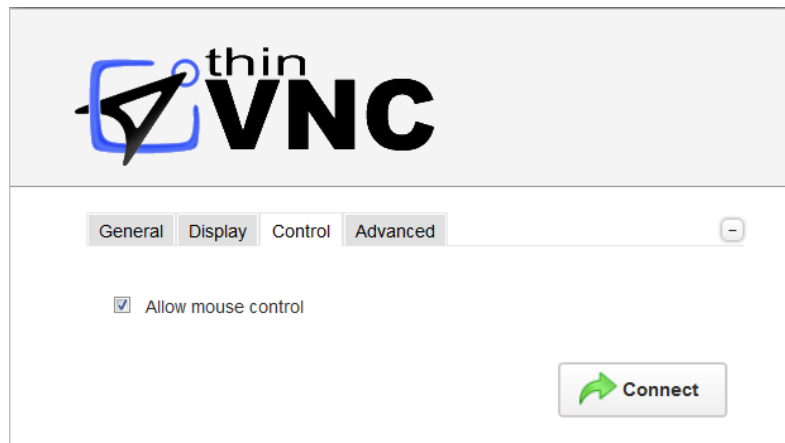 thin
VNC
General Display Control Advanced
Allow mouse control
Connect